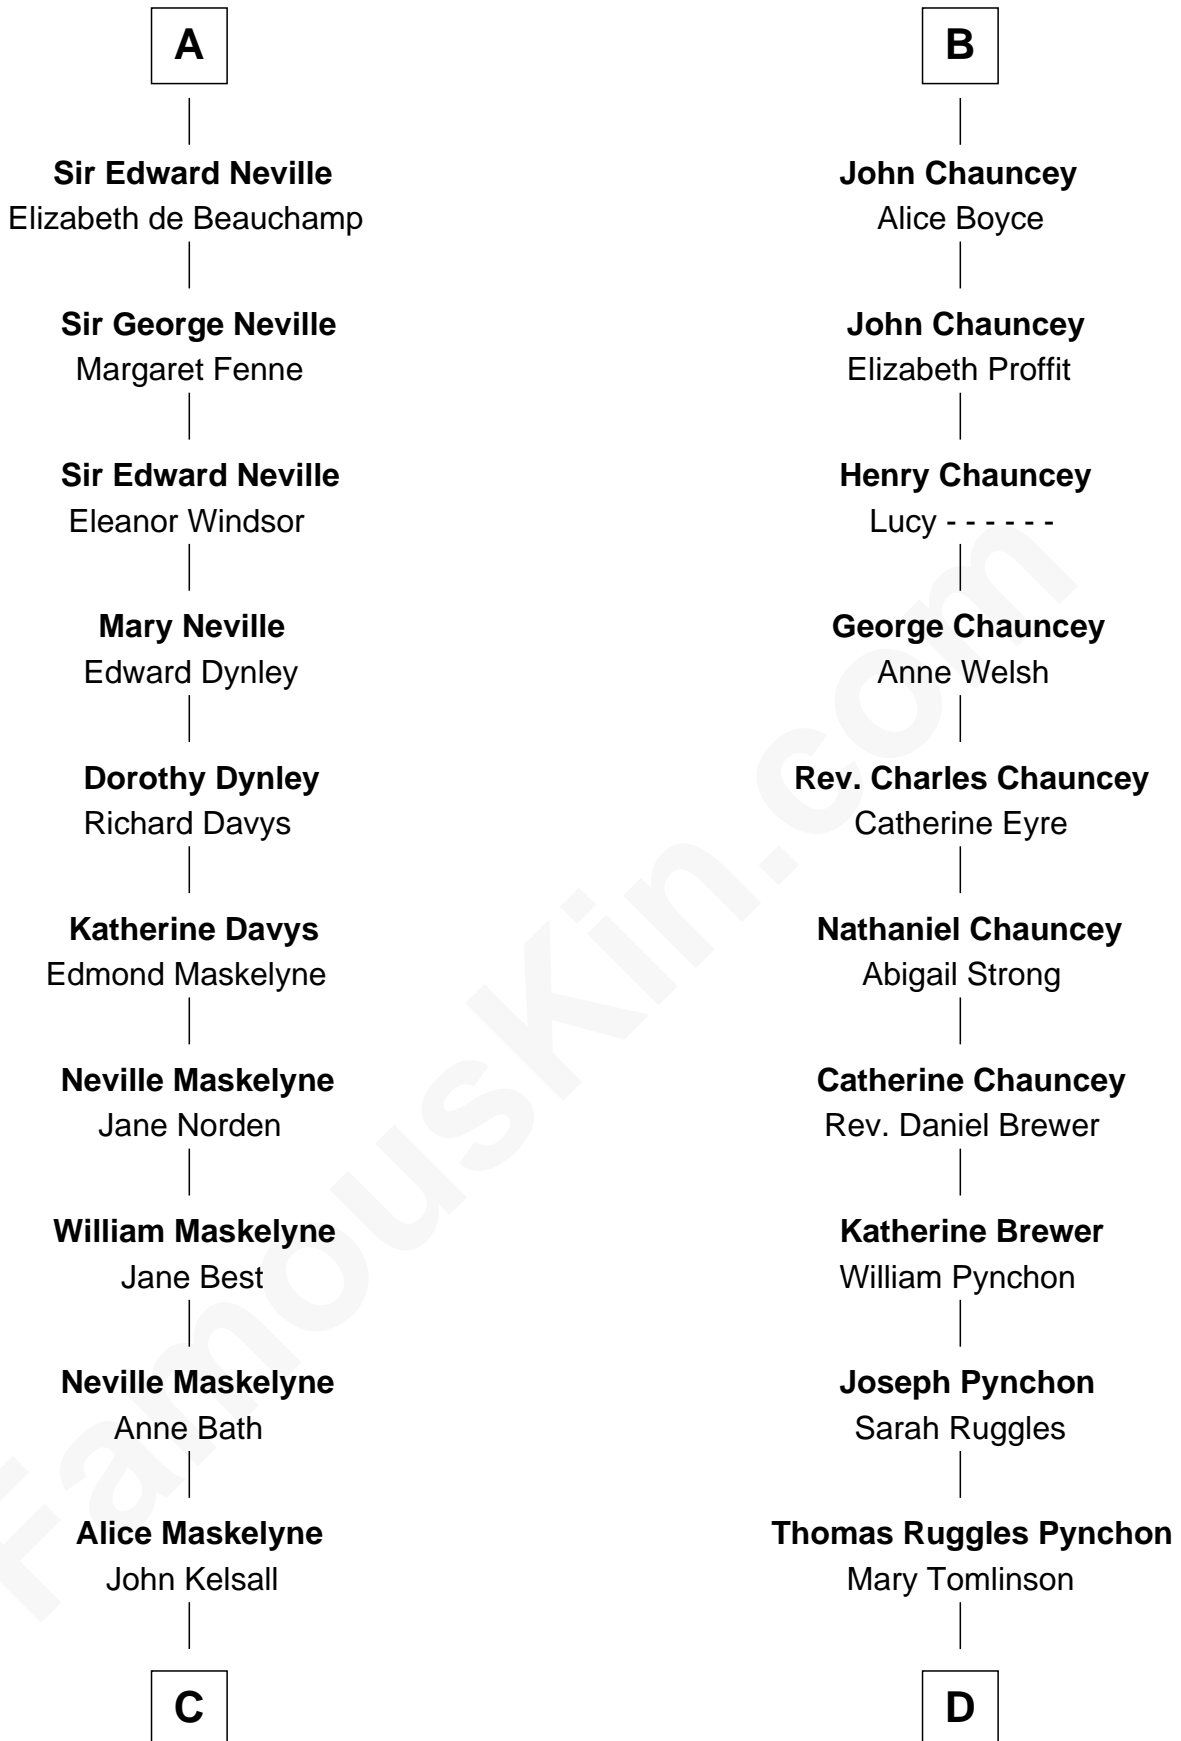 A
Sir Edward Neville
Elizabeth de Beauchamp
Sir George Neville
Margaret Fenne
Sir Edward Neville
Eleanor Windsor
Mary Neville
Edward Dynley
Dorothy Dynley
Richard Davys
Katherine Davys
Edmond Maskelyne
Neville Maskelyne
Jane Norden
William Maskelyne
Jane Best
Neville Maskelyne
Anne Bath
Alice Maskelyne
John Kelsall
C
B
John Chauncey
Alice Boyce
John Chauncey
Elizabeth Proffit
Henry Chauncey
Lucy - - - - - -
George Chauncey
Anne Welsh
Rev. Charles Chauncey
Catherine Eyre
Nathaniel Chauncey
Abigail Strong
Catherine Chauncey
Rev. Daniel Brewer
Katherine Brewer
William Pynchon
Joseph Pynchon
Sarah Ruggles
Thomas Ruggles Pynchon
Mary Tomlinson
D
FamousKin.com